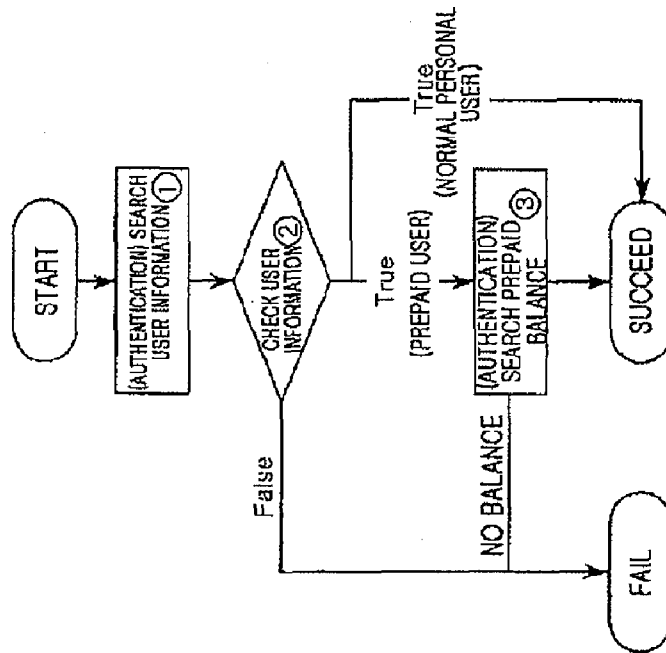 START
(AUTHENTICATION) SEARCH
USER INFORMATION ①
CHECK USER
INFORMATION ②
False
True
(PREPAID USER)
True
(NORMAL PERSONAL
USER)
(AUTHENTICATION)
SEARCH PREPAID ③
BALANCE
NO BALANCE
SUCCEED
FAIL